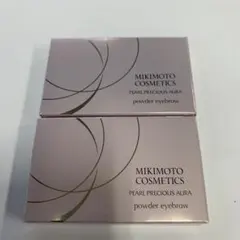 MIKIMOTO
COSMETICS
PEARL PRECIOUS AURA
powder eyebrow
MIKIMOTO
COSMETICS
PEARL PRECIOUS AURA
powder eyebrow